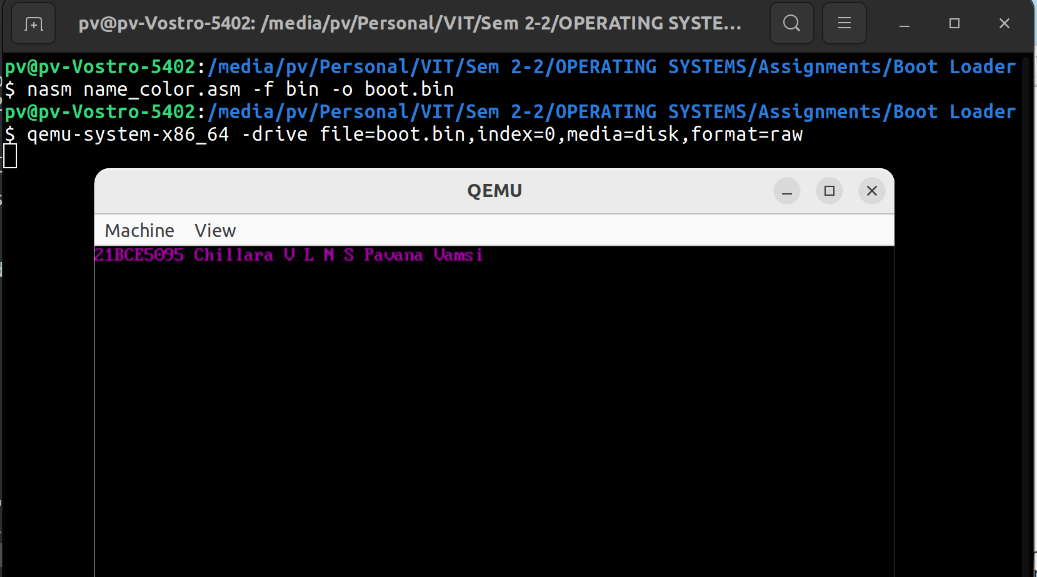 pv@pv-Vostro-5402: /media/pv/Personal/VIT/Sem 2-2/OPERATING SYSTE...
pv@pv-Vostro-5402:/media/pv/Personal/VIT/Sem 2-2/OPERATING SYSTEMS/Assignments/Boot Loader
$ nasm name_color.asm -f bin -o boot.bin
pv@pv-Vostro-5402:/media/pv/Personal/VIT/Sem 2-2/OPERATING SYSTEMS/Assignments/Boot Loader
$ qemu-system-x86_64 -drive file=boot.bin,index=0,media=disk,format=raw
QEMU
Machine View
21BCE5095 Chillara V L N S Pavana Vamsi